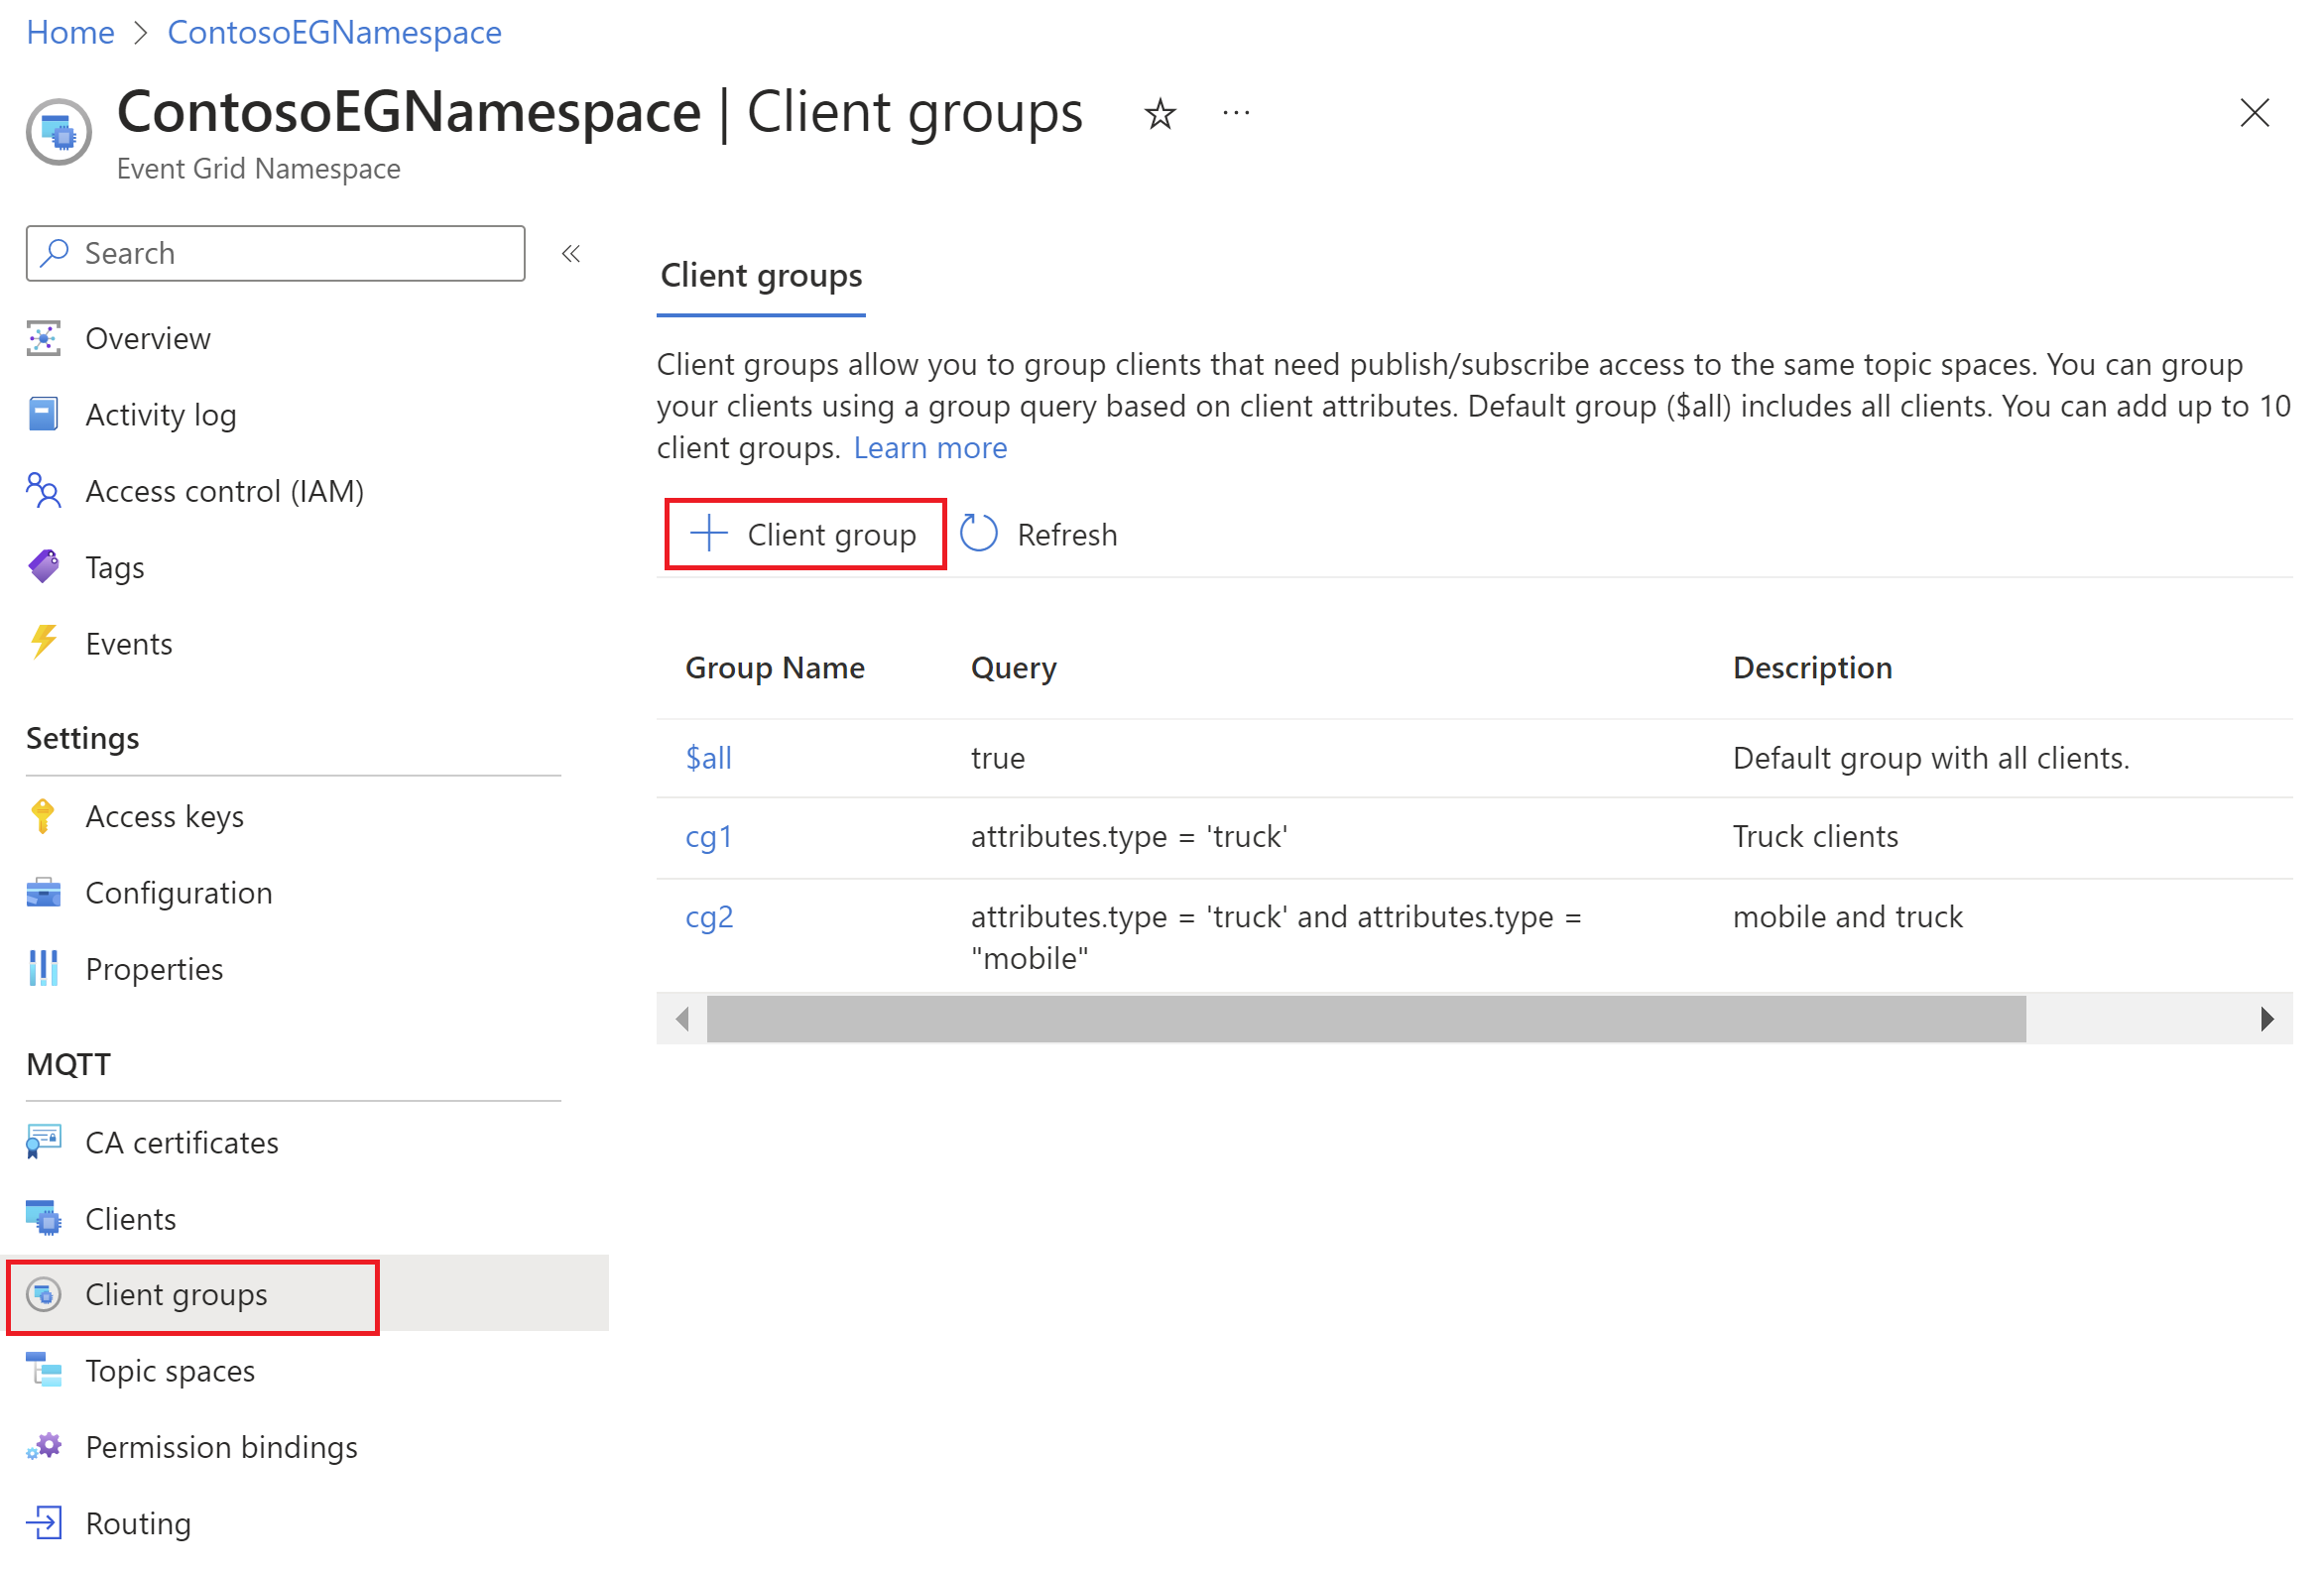 Home > ContosoEGNamespace
ContosoEGNamespace | Client groups
Event Grid Namespace
Search
Overview
Activity log
Access control (IAM)
Tags
Events
Settings
Access keys
Configuration
Properties
MQTT
CA certificates
Clients
Client groups
Topic spaces
Permission bindings
Routing
Client groups
Client groups allow you to group clients that need publish/subscribe access to the same topic spaces. You can group
your clients using a group query based on client attributes. Default group ($all) includes all clients. You can add up to 10
client groups. Learn more
Client group Refresh
Group Name Query Description
$all true Default group with all clients.
cg1 attributes.type = 'truck' Truck clients
cg2 attributes.type = 'truck' and attributes.type = mobile and truck
"mobile"